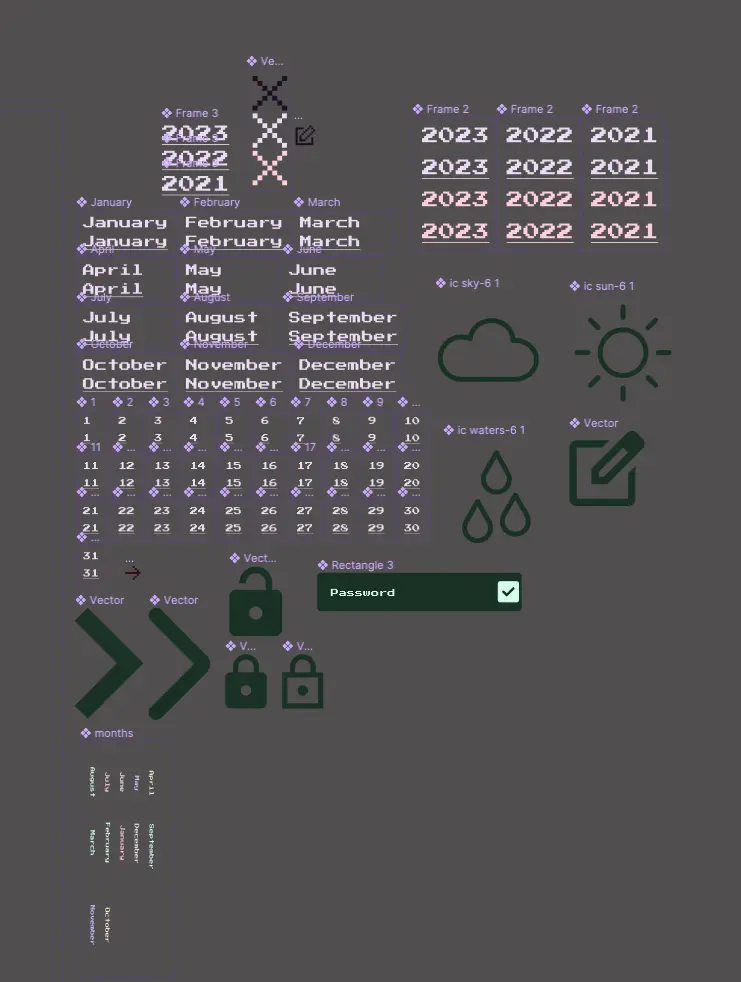 Ve...
Frame 3
2023
...
2022
2021
Frame 2 Frame 2 Frame 2
2023 2022 2021
2023 2022 2021
2023 2022 2021
2023 2022 2021
January February March
January February March
January February March
April May June
April May June
April May June
July August September
July August September
July August September
October November December
October November December
October November December
ic sky-6 1
ic sun-6 1
1 2 3 4 5 6 7 8 9 ...
1 2 3 4 5 6 7 8 9 10
1 2 3 4 5 6 7 8 9 10
11 ... ... ... ... ... 17 ... ... ...
11 12 13 14 15 16 17 18 19 20
11 12 13 14 15 16 17 18 19 20
... ... ... ... ... ... ... ... ... ...
21 22 23 24 25 26 27 28 29 30
21 22 23 24 25 26 27 28 29 30
...
31 ...
31
ic waters-6 1
Vector
Vect...
Rectangle 3
Password
Vector Vector
V... V...
months
August July June May April
March February January December September
November October